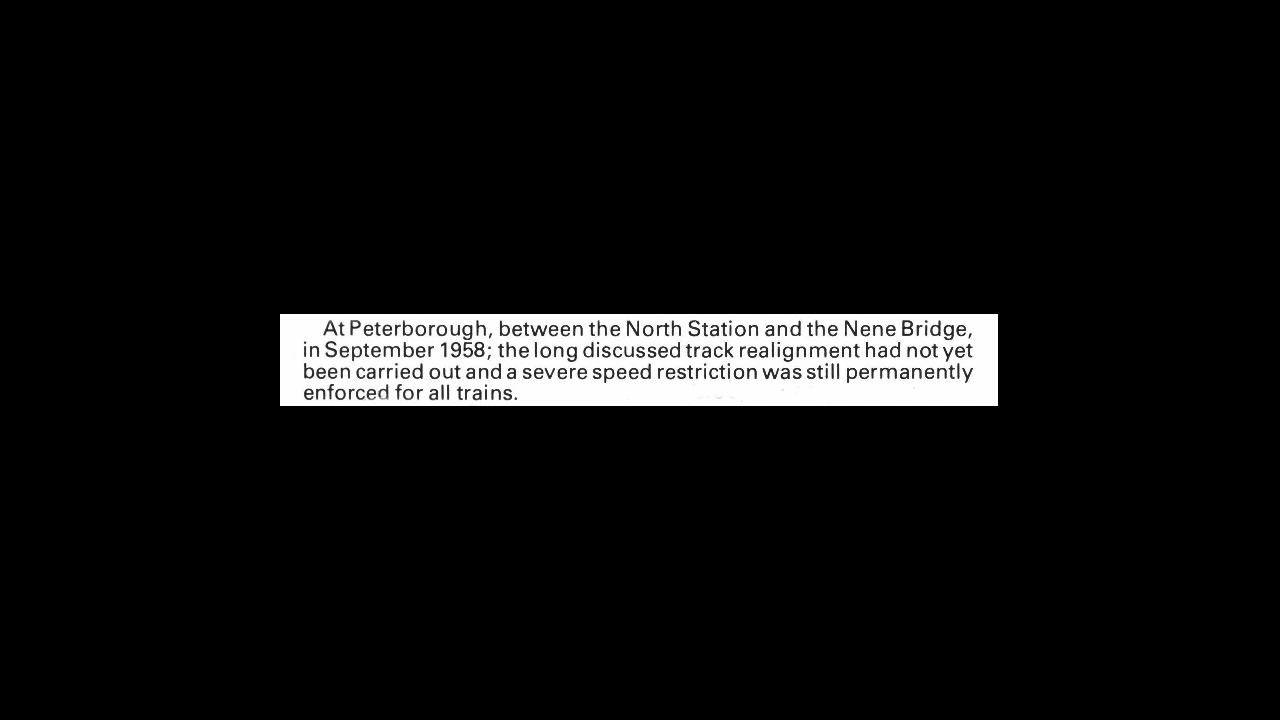 At Peterborough, between the North Station and the Nene Bridge,
in September 1958; the long discussed track realignment had not yet
been carried out and a severe speed restriction was still permanently
enforced for all trains.